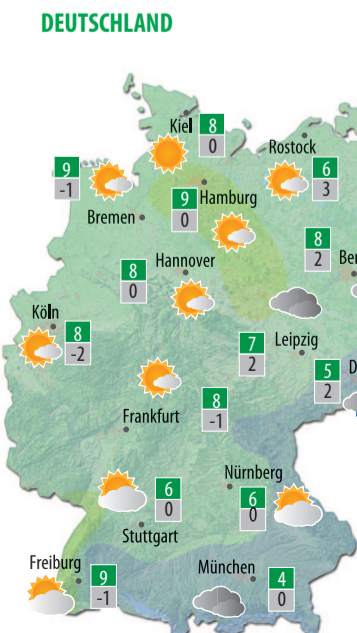 DEUTSCHLAND
Kiel 8
0
Rostock
9
-1
6
3
9
0
Hamburg
Bremen
8
2
Ber
Hannover
8
0
Köln
8
-2
7
2
Leipzig
5
2
D
8
-1
Frankfurt
Nürnberg
6
0
6
0
Stuttgart
Freiburg
9
-1
München
4
0